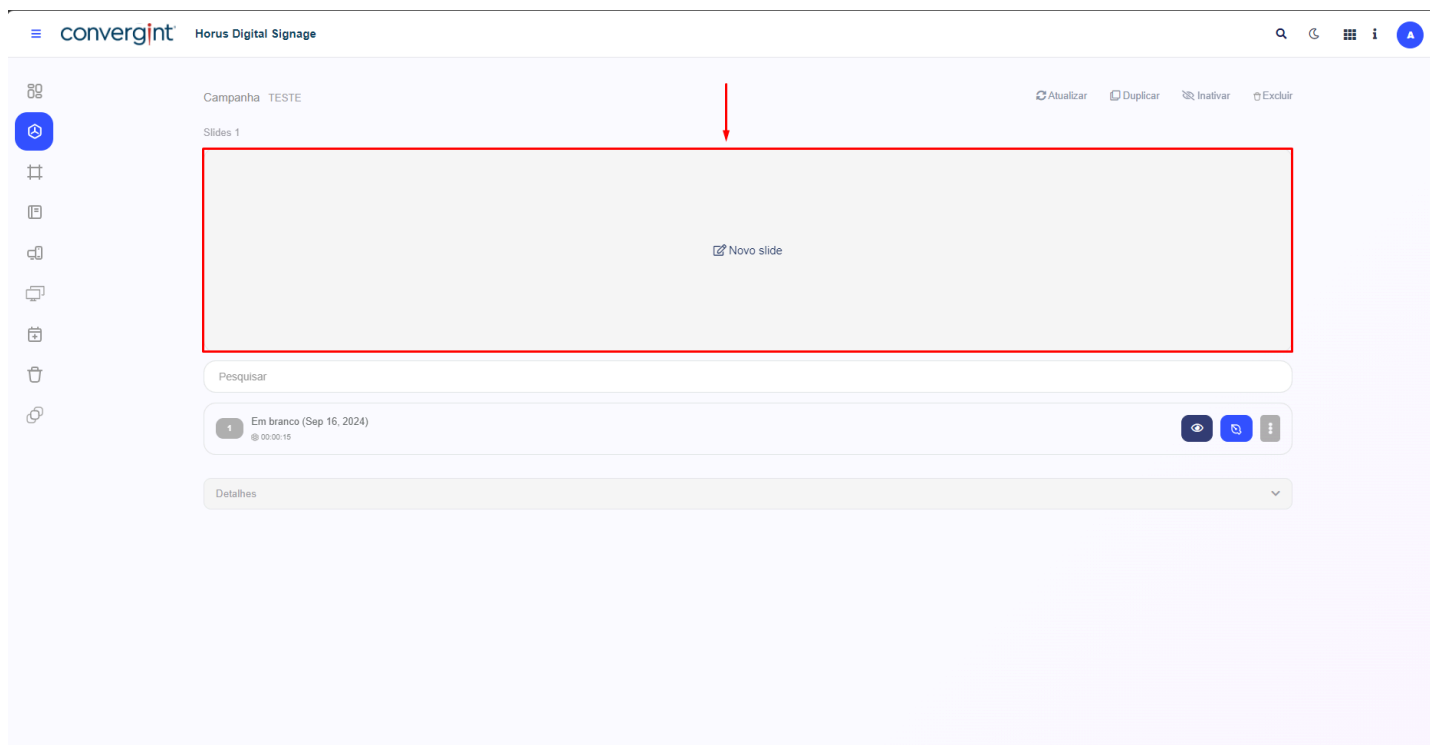 convergint Horus Digital Signage A
Campanha TESTE Atualizar Duplicar Inativar Excluir
Slides 1
Novo slide
Pesquisar
1 Em branco (Sep 16, 2024)
@ 00:00:15
Detalhes